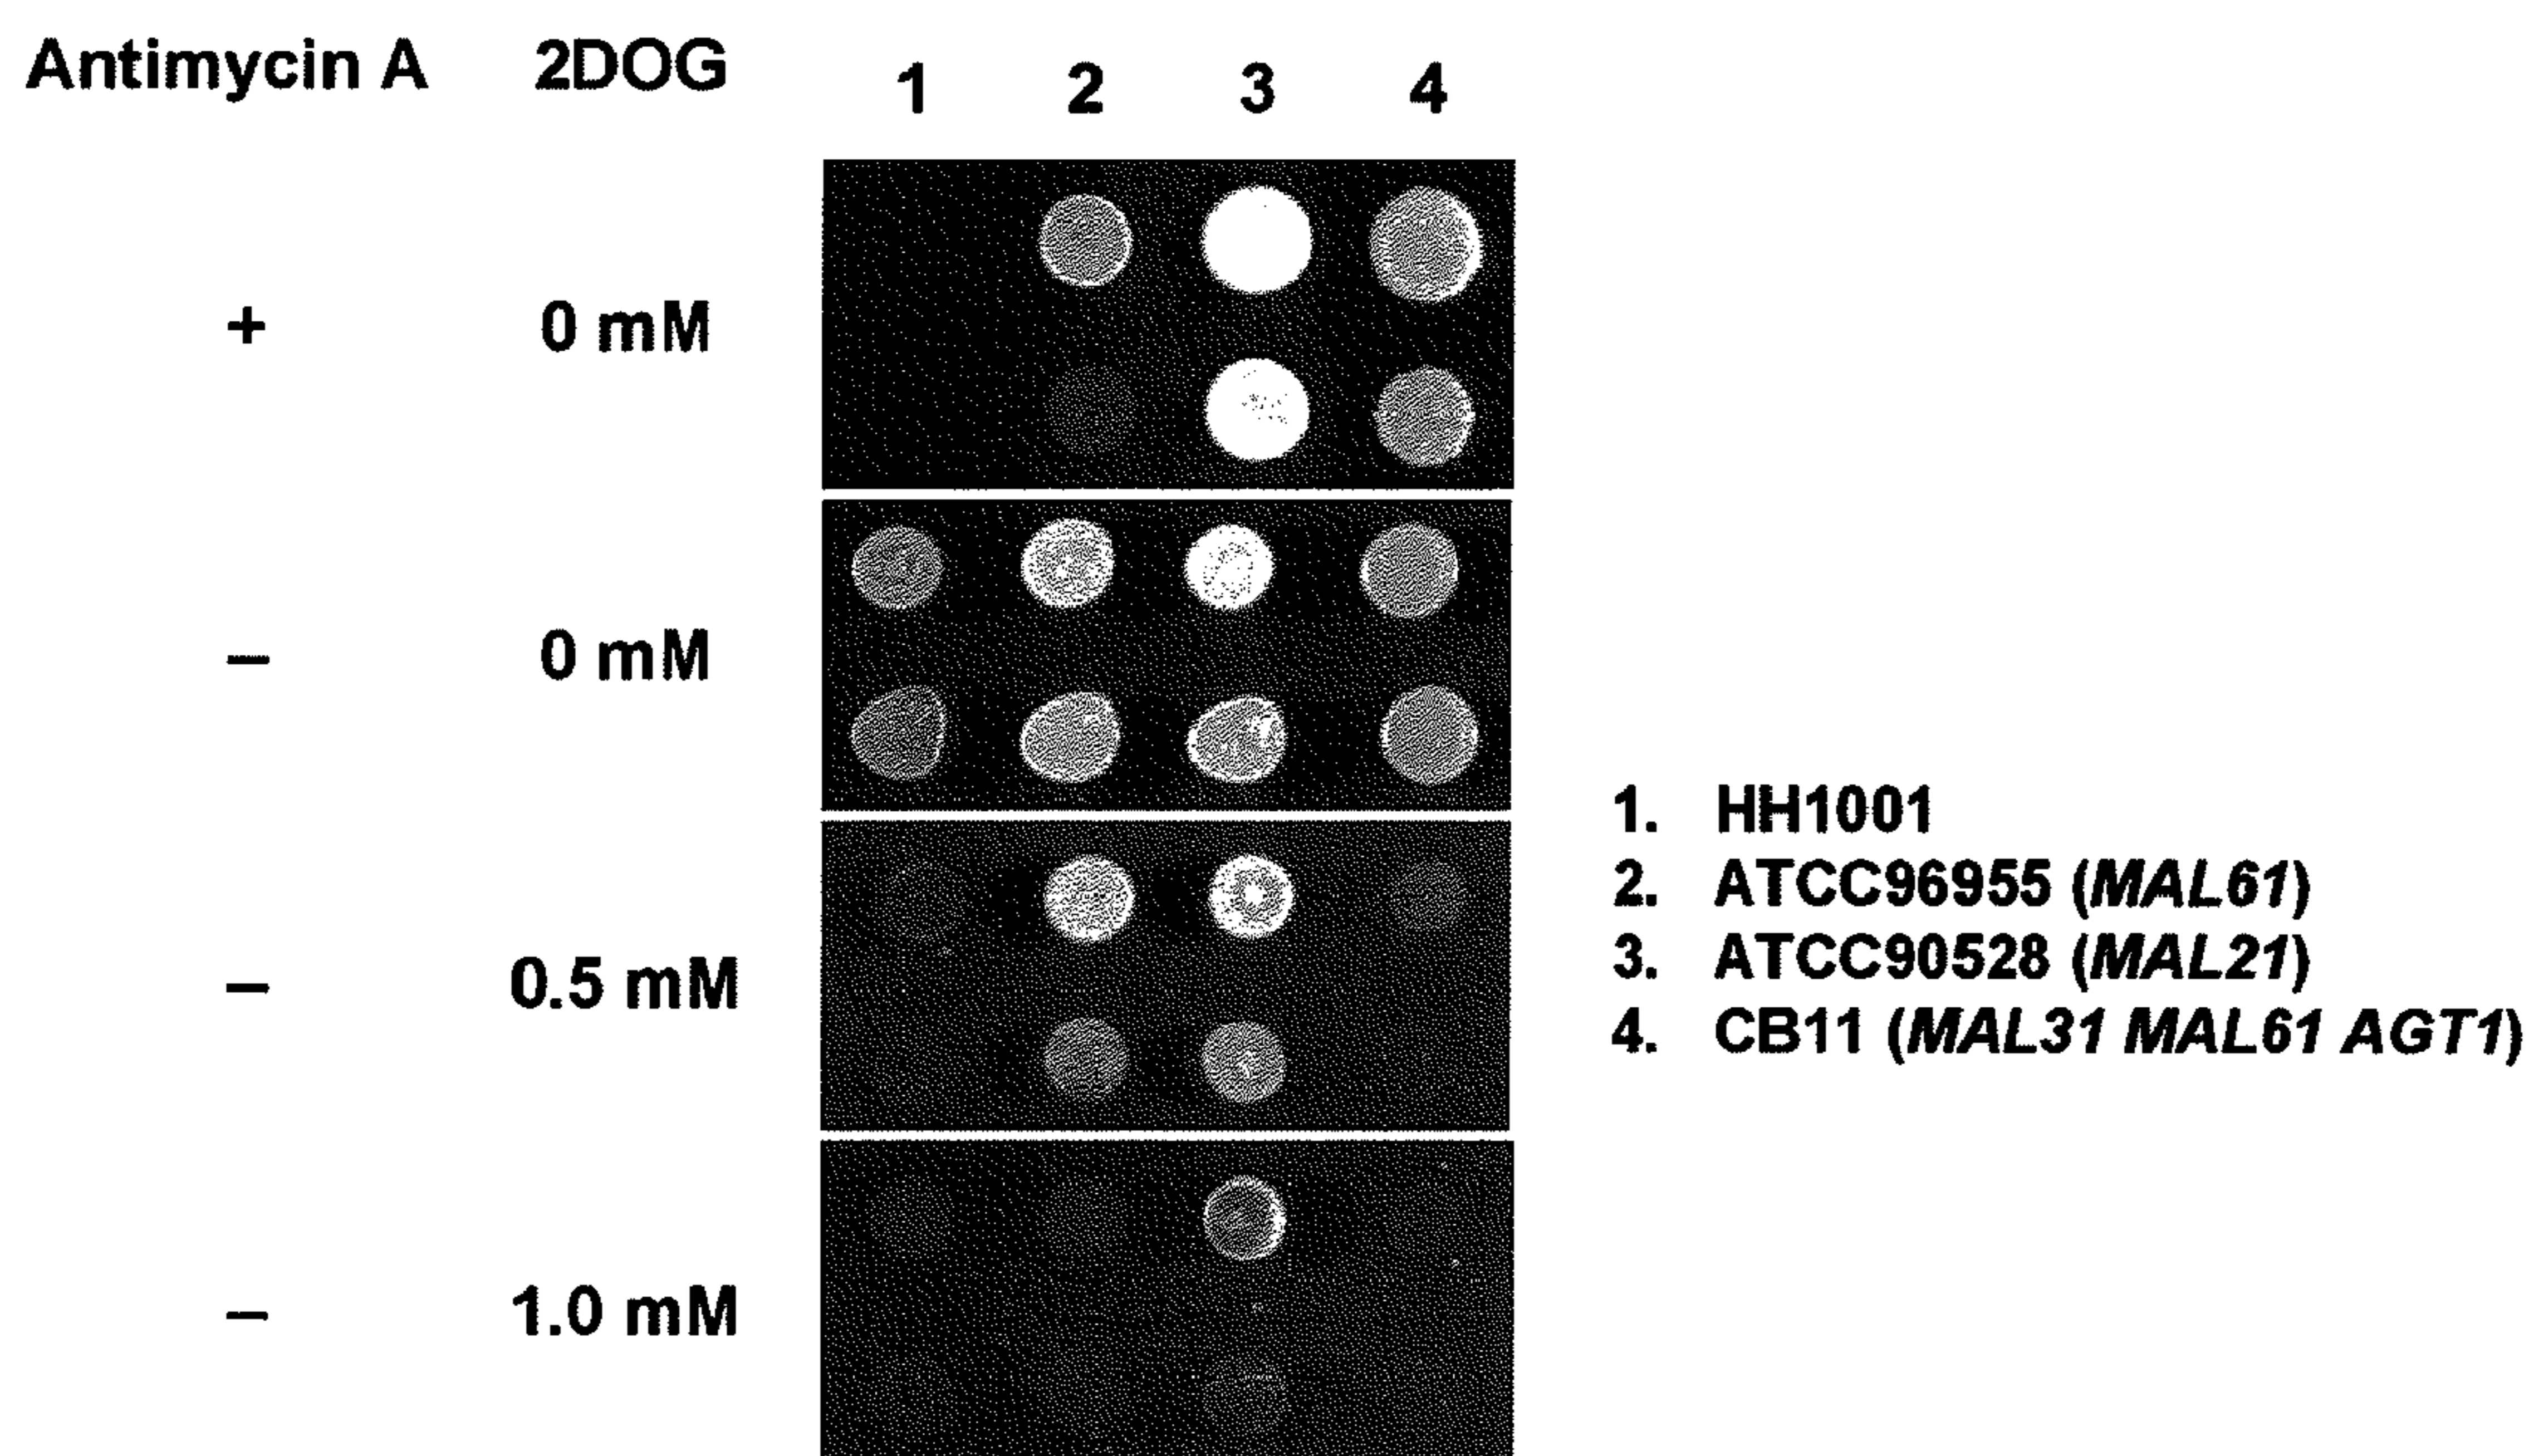 Antimycin A 2DOG 1 2 3 4
+ 0 mM
– 0 mM
– 0.5 mM
– 1.0 mM
1. HH1001
2. ATCC96955 (MAL61)
3. ATCC90528 (MAL21)
4. CB11 (MAL31 MAL61 AGT1)